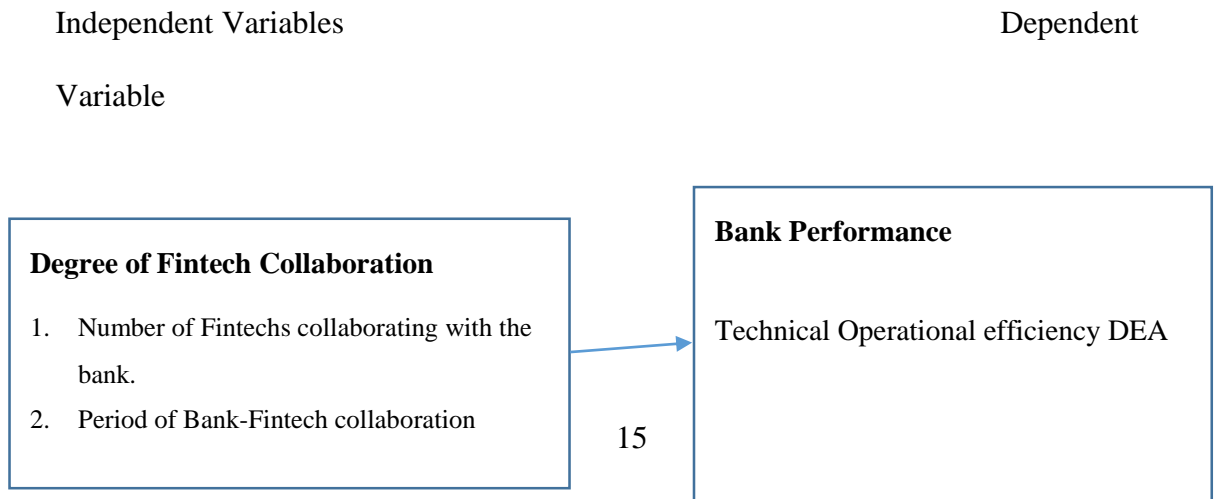 Independent Variables Dependent
Variable
Degree of Fintech Collaboration
1. Number of Fintechs collaborating with the
bank.
2. Period of Bank-Fintech collaboration
Bank Performance
Technical Operational efficiency DEA
15